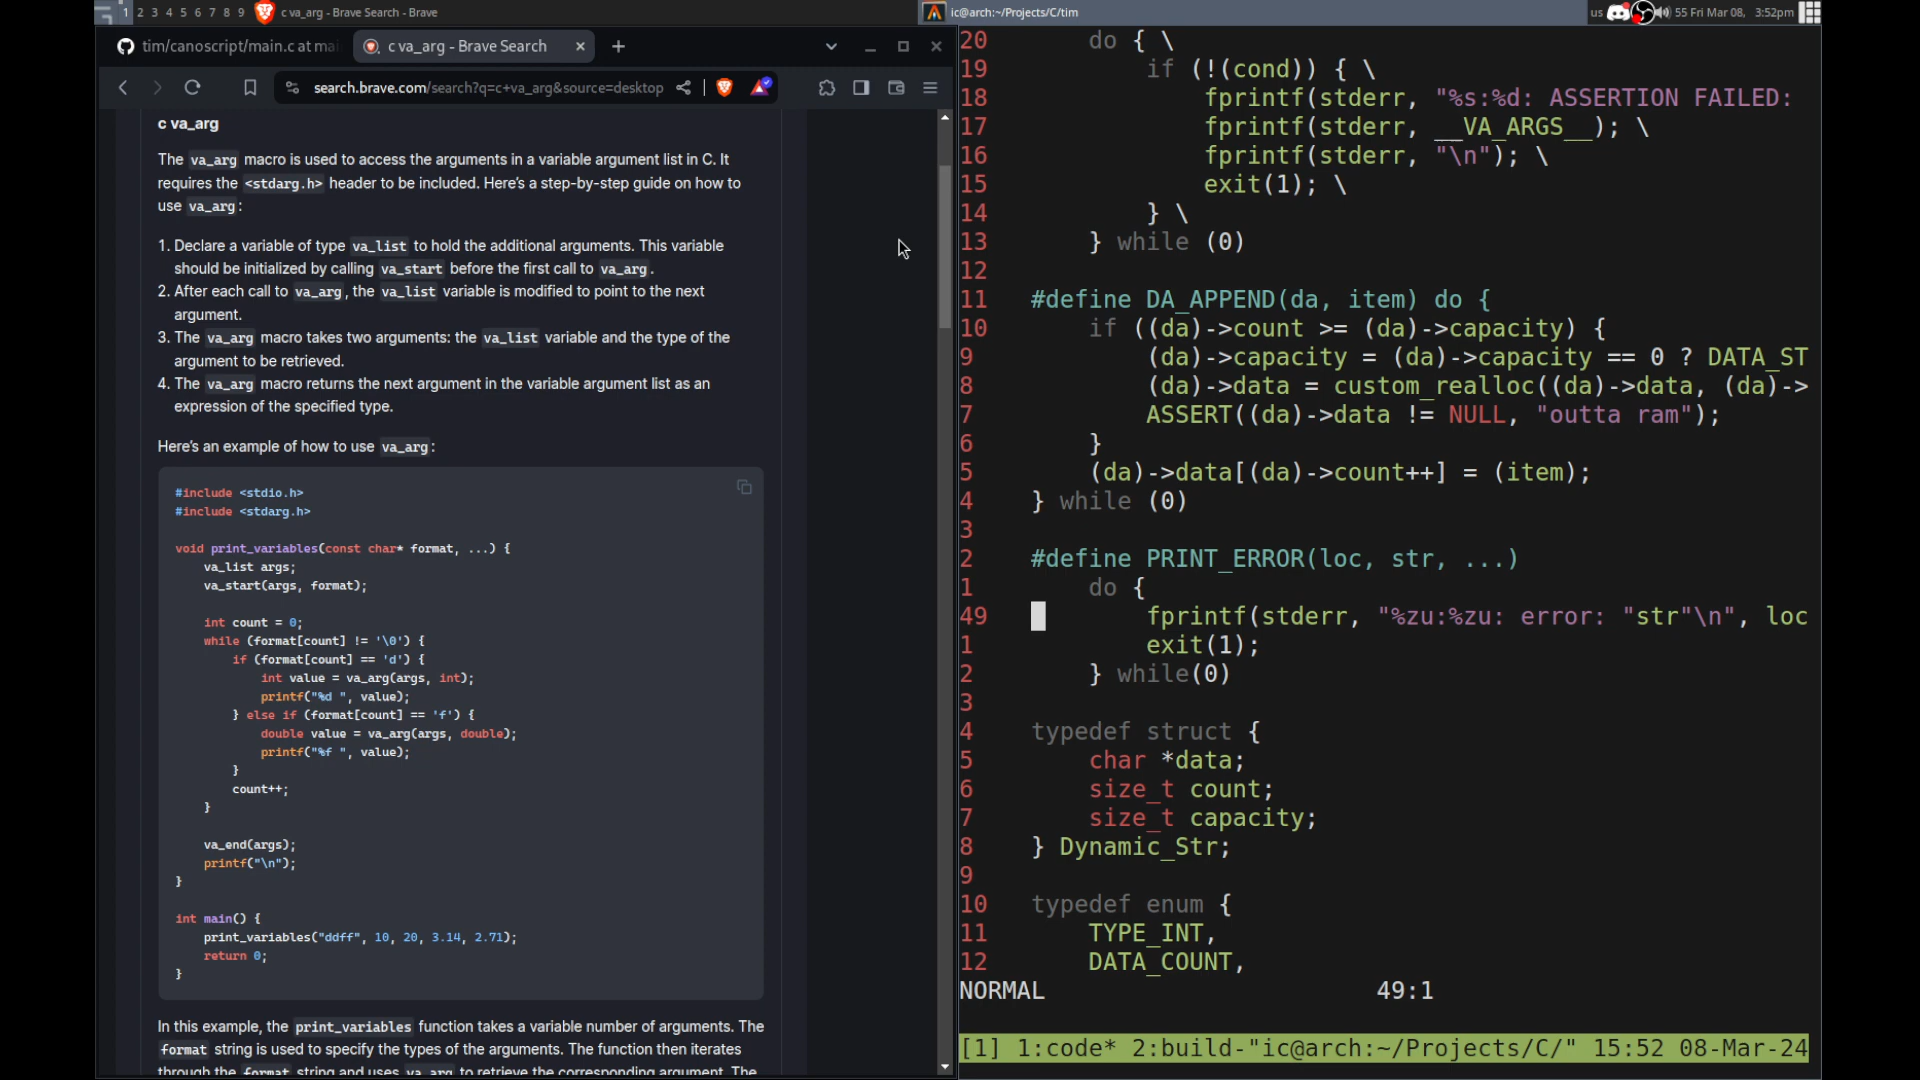 1 2 3 4 5 6 7 8 9 c va_arg - Brave Search - Brave
ic@arch:~/Projects/C/tim
us 55 Fri Mar 08, 3:52pm
tim/canoscript/main.c at mai
c va_arg - Brave Search
search.brave.com/search?q=c+va_arg&source=desktop
c va_arg
The va_arg macro is used to access the arguments in a variable argument list in C. It
requires the <stdarg.h> header to be included. Here's a step-by-step guide on how to
use va_arg:
1. Declare a variable of type va_list to hold the additional arguments. This variable
should be initialized by calling va_start before the first call to va_arg.
2. After each call to va_arg, the va_list variable is modified to point to the next
argument.
3. The va_arg macro takes two arguments: the va_list variable and the type of the
argument to be retrieved.
4. The va_arg macro returns the next argument in the variable argument list as an
expression of the specified type.
Here's an example of how to use va_arg:
#include <stdio.h>
#include <stdarg.h>
void print_variables(const char* format, ...) {
va_list args;
va_start(args, format);
int count = 0;
while (format[count] != '\0') {
if (format[count] == 'd') {
int value = va_arg(args, int);
printf("%d ", value);
} else if (format[count] == 'f') {
double value = va_arg(args, double);
printf("%f ", value);
}
count++;
}
va_end(args);
printf("\n");
}
int main() {
print_variables("ddff", 10, 20, 3.14, 2.71);
return 0;
}
In this example, the print_variables function takes a variable number of arguments. The
format string is used to specify the types of the arguments. The function then iterates
through the format string and uses va_arg to retrieve the corresponding argument. The
20 do { \
19 if (!(cond)) { \
18 fprintf(stderr, "%s:%d: ASSERTION FAILED:
17 fprintf(stderr, __VA_ARGS__); \
16 fprintf(stderr, "\n"); \
15 exit(1); \
14 } \
13 } while (0)
12
11 #define DA_APPEND(da, item) do {
10 if ((da)->count >= (da)->capacity) {
9 (da)->capacity = (da)->capacity == 0 ? DATA_ST
8 (da)->data = custom_realloc((da)->data, (da)->
7 ASSERT((da)->data != NULL, "outta ram");
6 }
5 (da)->data[(da)->count++] = (item);
4 } while (0)
3
2 #define PRINT_ERROR(loc, str, ...)
1 do {
49 fprintf(stderr, "%zu:%zu: error: "str"\n", loc
1 exit(1);
2 } while(0)
3
4 typedef struct {
5 char *data;
6 size_t count;
7 size_t capacity;
8 } Dynamic_Str;
9
10 typedef enum {
11 TYPE_INT,
12 DATA_COUNT,
NORMAL 49:1
[1] 1:code* 2:build-"ic@arch:~/Projects/C/" 15:52 08-Mar-24